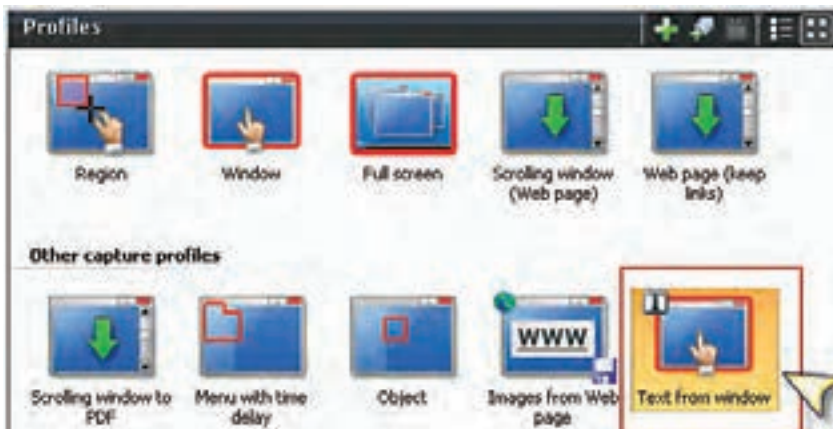 Profiles
Region
Window
Full screen
Scrolling window
(Web page)
Web page (keep
links)
Other capture profiles
Scrolling window to
PDF
Menu with time
delay
Object
WWW
Images from Web
page
Text from window